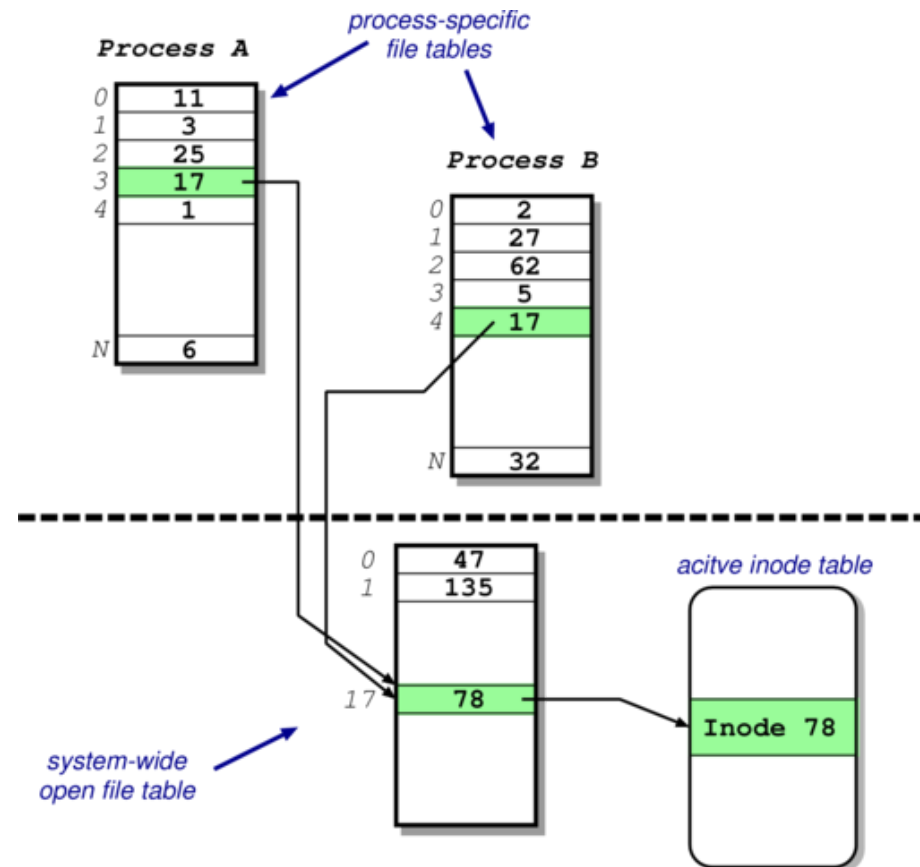 process-specific
file tables
Process A
0 11
1 3
2 25
3 17
4 1
N 6
Process B
0 2
1 27
2 62
3 5
4 17
N 32
0 47
1 135
17 78
system-wide
open file table
acitve inode table
Inode 78